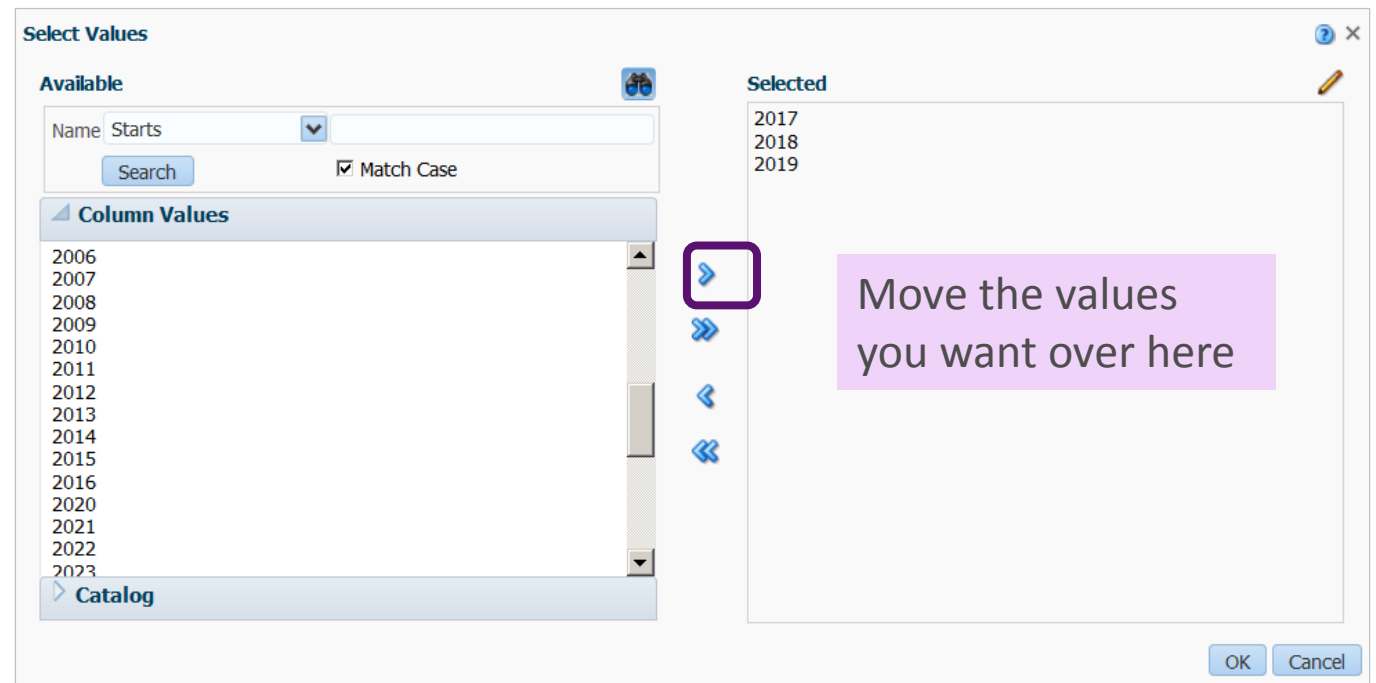 Select Values
Available
Name Starts
Search
Match Case
Column Values
2006
2007
2008
2009
2010
2011
2012
2013
2014
2015
2016
2020
2021
2022
2023
Catalog
Selected
2017
2018
2019
Move the values
you want over here
OK Cancel